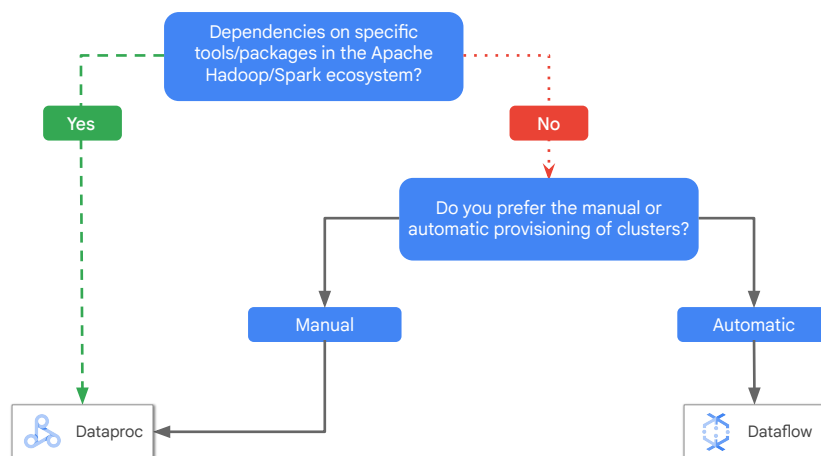 Dependencies on specific
tools/packages in the Apache
Hadoop/Spark ecosystem?
Yes
No
Do you prefer the manual or
automatic provisioning of clusters?
Manual
Automatic
Dataproc
Dataflow